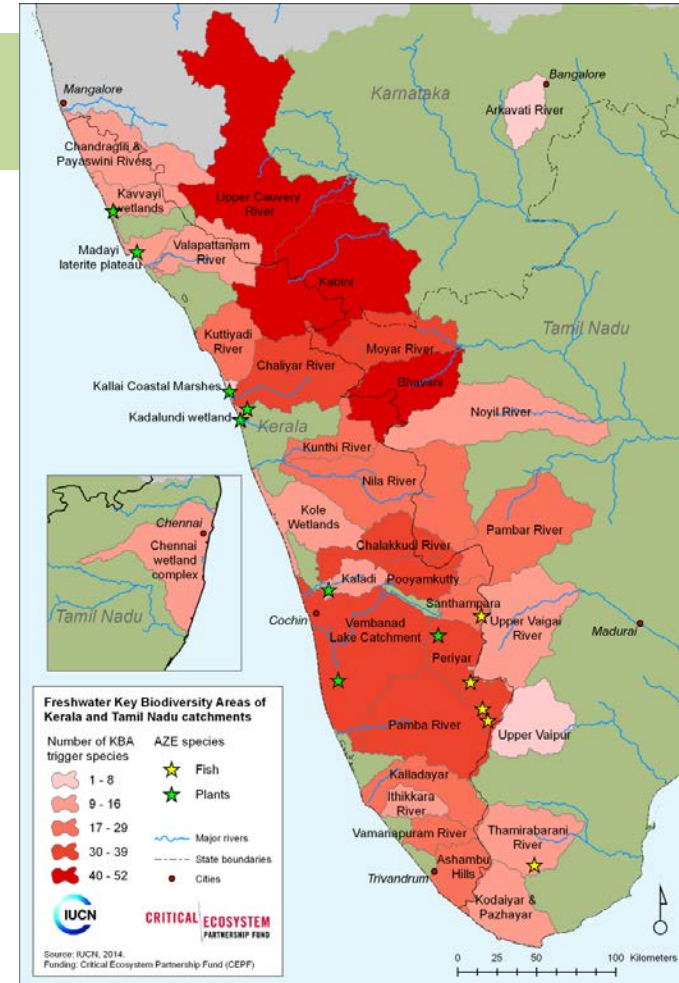 Mangalore
Bangalore
Karnataka
Arkavati River
Chandragiri &
Payaswini Rivers
Kavvayi
wetlands
Upper Cauvery
River
Madayi
laterite plateau
Valapattanam
River
Kabini
Tamil Nadu
Kuttiyadi
River
Chaliyar River
Moyar River
Bhavani
Kallai Coastal Marshes
Kadalundi wetland
Kerala
Noyil River
Kunthi River
Nila River
Kole
Wetlands
Pambar River
Chennai
Chennai
wetland
complex
Tamil Nadu
Chalakkudi River
Kaladi
Pooyamkutty
Santhampara
Cochin
Vembanad
Lake Catchment
Periyar
Upper Vaigai
River
Madurai
Pamba River
Upper Vaipur
Kalladayar
Ithikkara
River
Vamanapuram River
Thamirabarani
River
Trivandrum
Ashambu
Hills
Kodaiyar &
Pazhayar
Freshwater Key Biodiversity Areas of
Kerala and Tamil Nadu catchments
Number of KBA
trigger species
1 - 8
9 - 16
17 - 29
30 - 39
40 - 52
AZE species
Fish
Plants
Major rivers
State boundaries
Cities
IUCN
CRITICAL ECOSYSTEM
PARTNERSHIP FUND
Source: IUCN, 2014.
Funding: Critical Ecosystem Partnership Fund (CEPF)
0 25 50 100 Kilometers